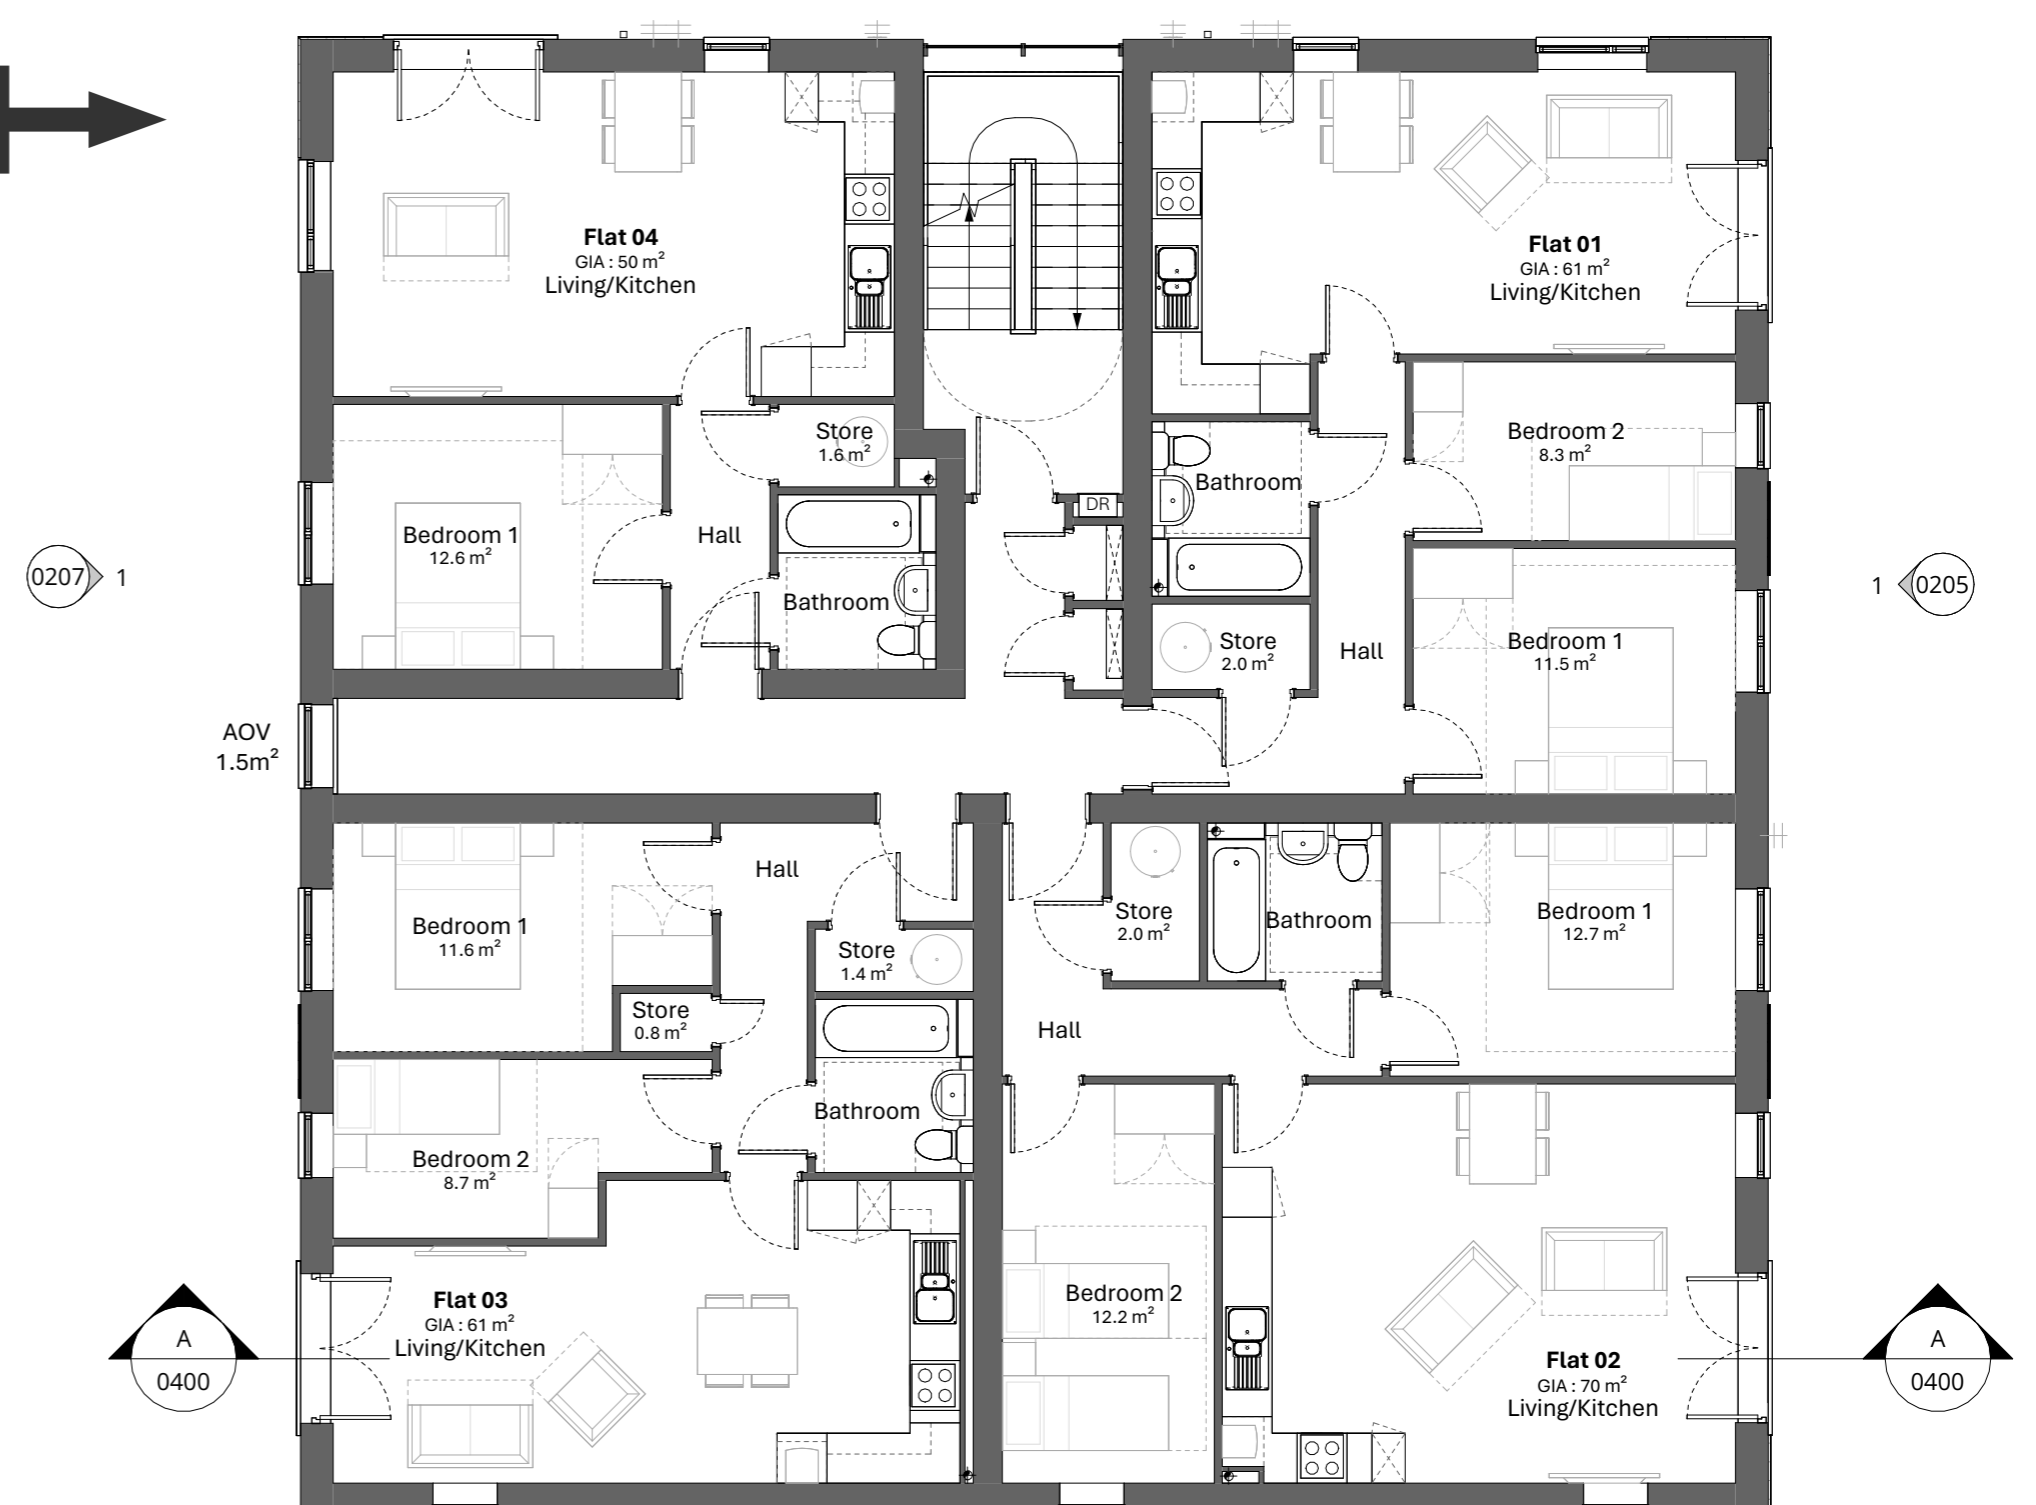 Flat 04
GIA : 50 m²
Living/Kitchen
Flat 01
GIA : 61 m²
Living/Kitchen
Store
1.6 m²
Bedroom 2
8.3 m²
Bathroom
DR
Bedroom 1
12.6 m²
Hall
Bathroom
0207
1
1
0205
Store
2.0 m²
Hall
Bedroom 1
11.5 m²
AOV
1.5m²
Hall
Bedroom 1
11.6 m²
Store
1.4 m²
Store
2.0 m²
Bathroom
Bedroom 1
12.7 m²
Store
0.8 m²
Hall
Bathroom
Bedroom 2
8.7 m²
Flat 03
GIA : 61 m²
Living/Kitchen
Bedroom 2
12.2 m²
Flat 02
GIA : 70 m²
Living/Kitchen
A
0400
A
0400